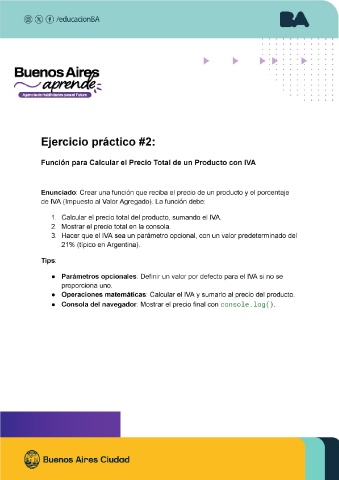 /educacionBA
BA
Buenos Aires
aprende
Agencia de Habilidades para el Futuro
Ejercicio práctico #2:
Función para Calcular el Precio Total de un Producto con IVA
Enunciado: Crear una función que reciba el precio de un producto y el porcentaje
de IVA (Impuesto al Valor Agregado). La función debe:
1. Calcular el precio total del producto, sumando el IVA.
2. Mostrar el precio total en la consola.
3. Hacer que el IVA sea un parámetro opcional, con un valor predeterminado del
21% (típico en Argentina).
Tips:
● Parámetros opcionales: Definir un valor por defecto para el IVA si no se
proporciona uno.
● Operaciones matemáticas: Calcular el IVA y sumarlo al precio del producto.
● Consola del navegador: Mostrar el precio final con console.log().
Buenos Aires Ciudad